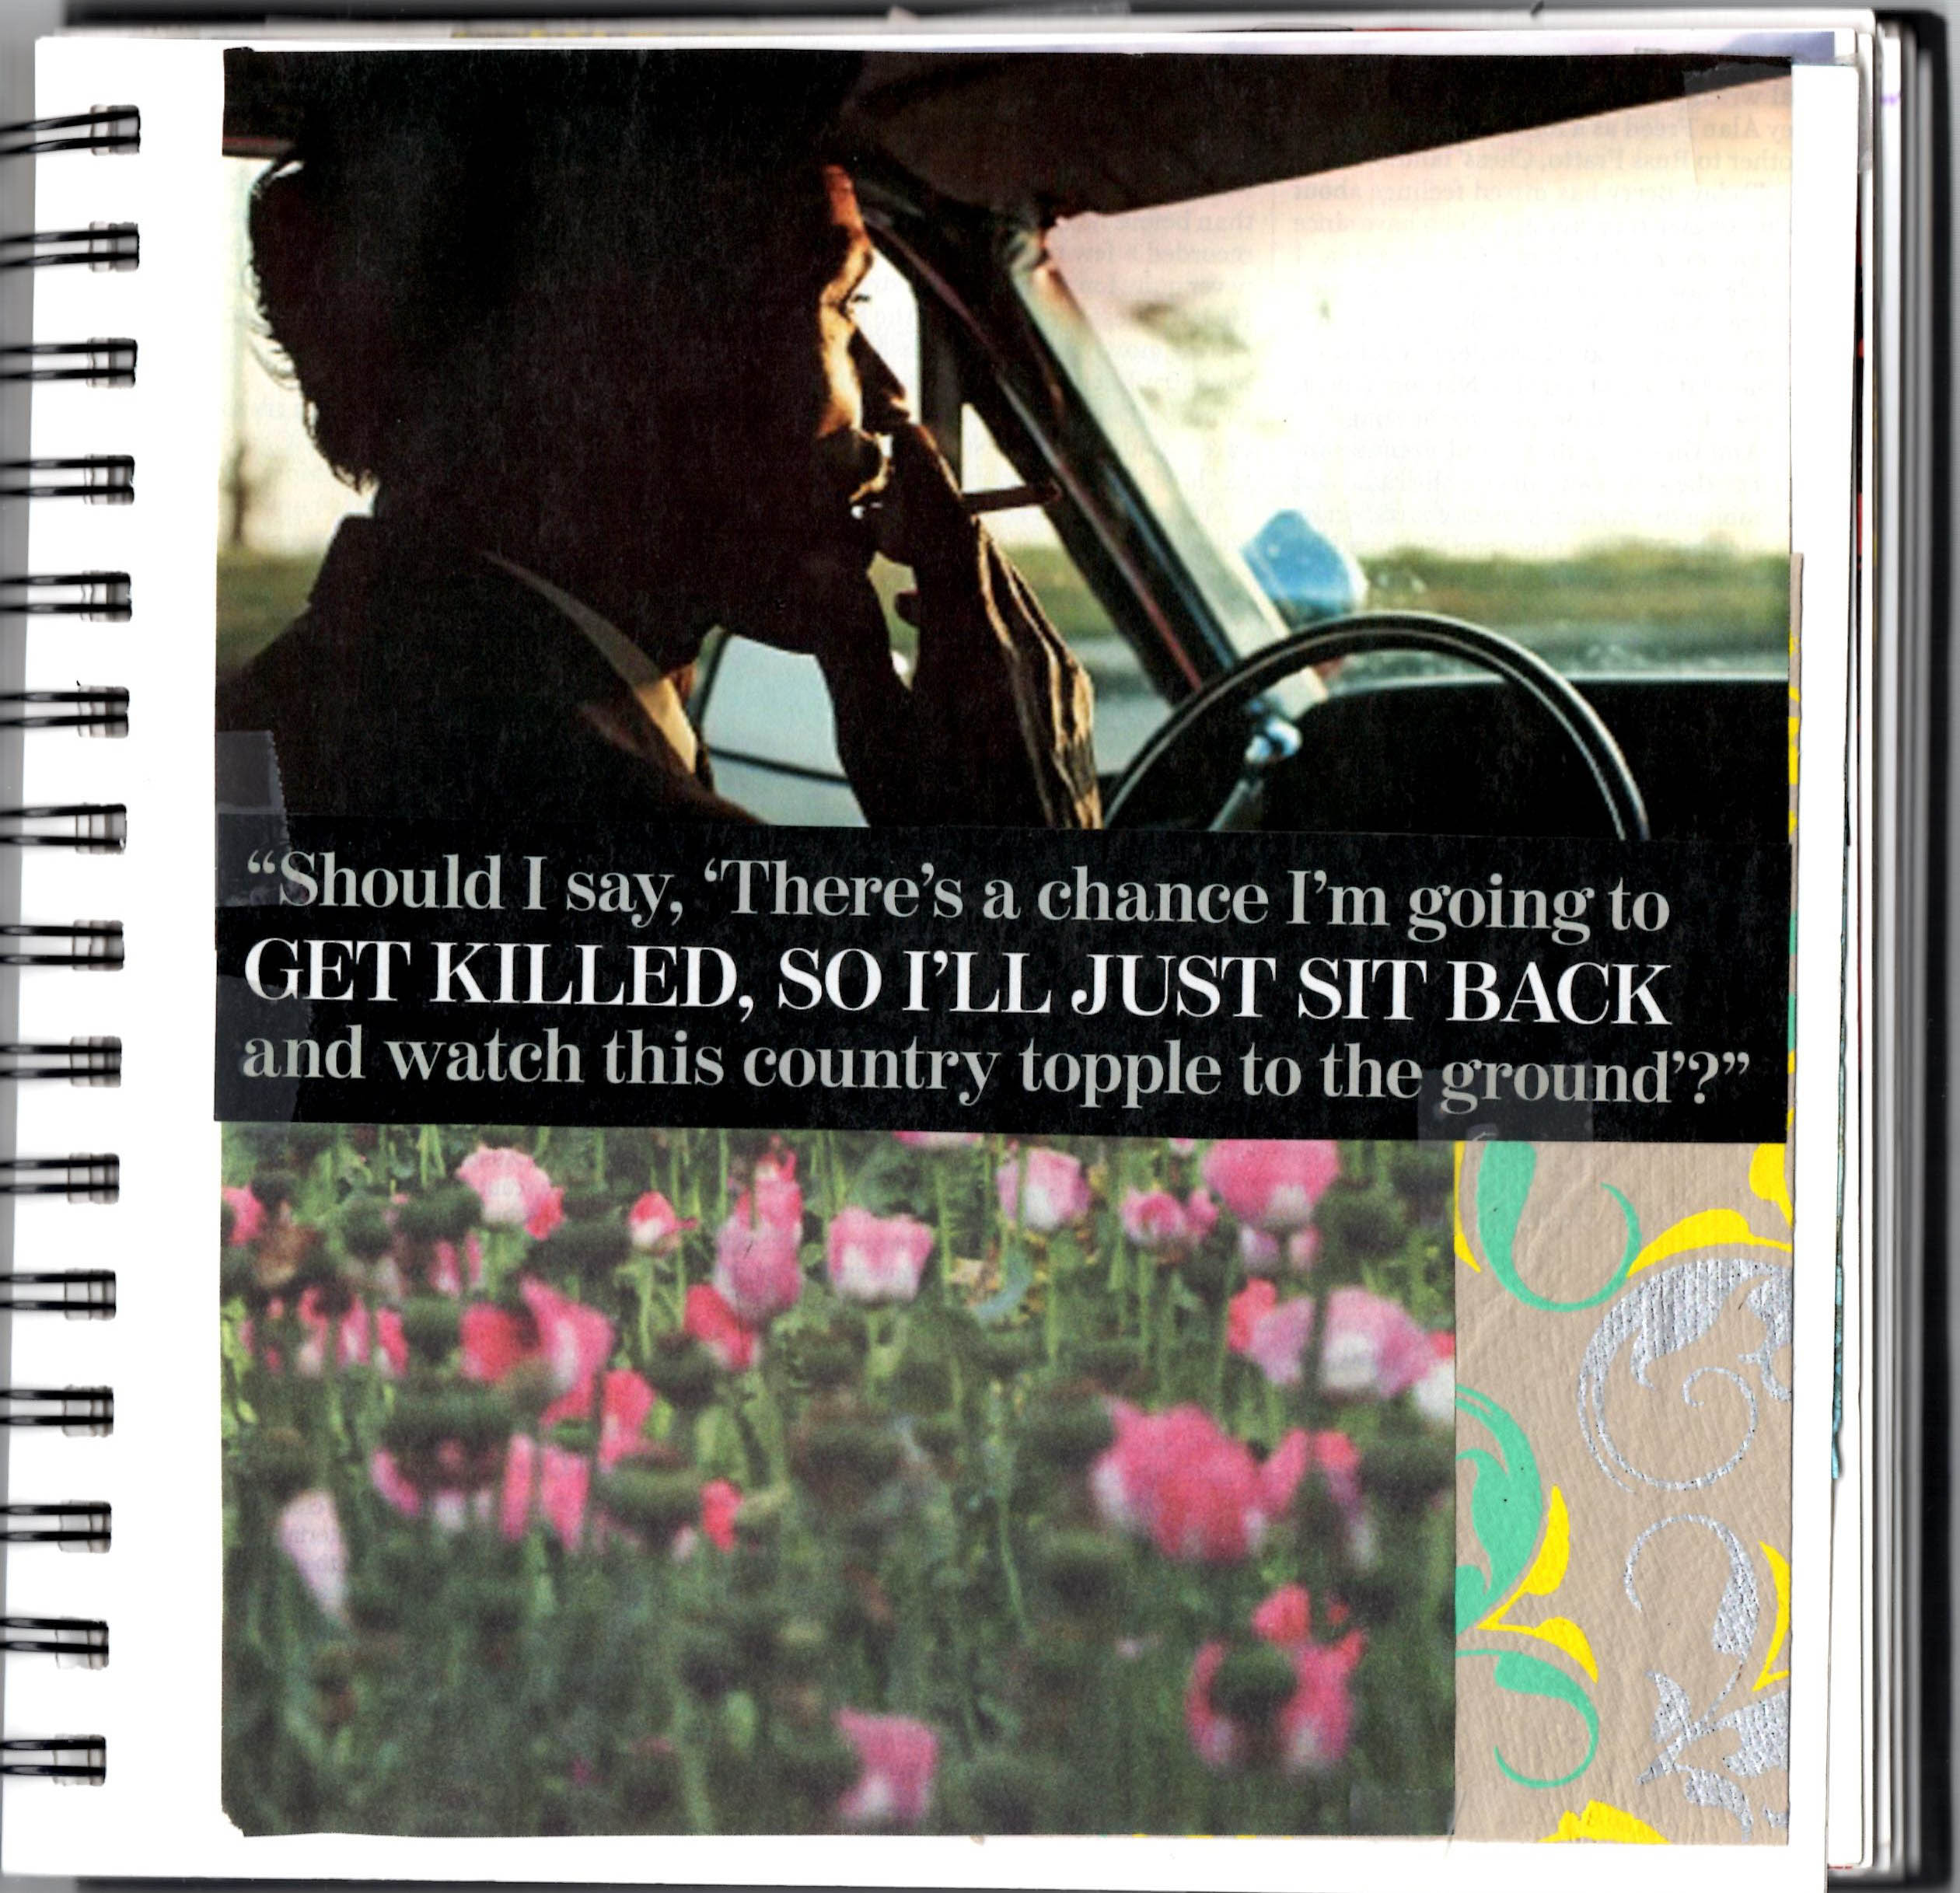 “Should I say, ‘There’s a chance I’m going to
GET KILLED, SO I’LL JUST SIT BACK
and watch this country topple to the ground’?”